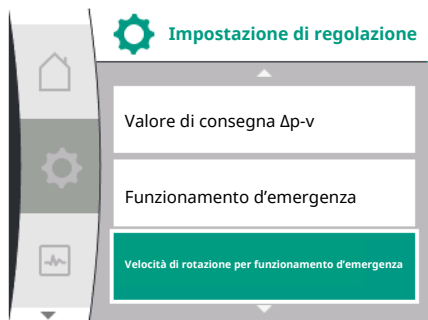 Impostazione di regolazione
Valore di consegna Δp-v
Funzionamento d’emergenza
Velocità di rotazione per funzionamento d’emergenza